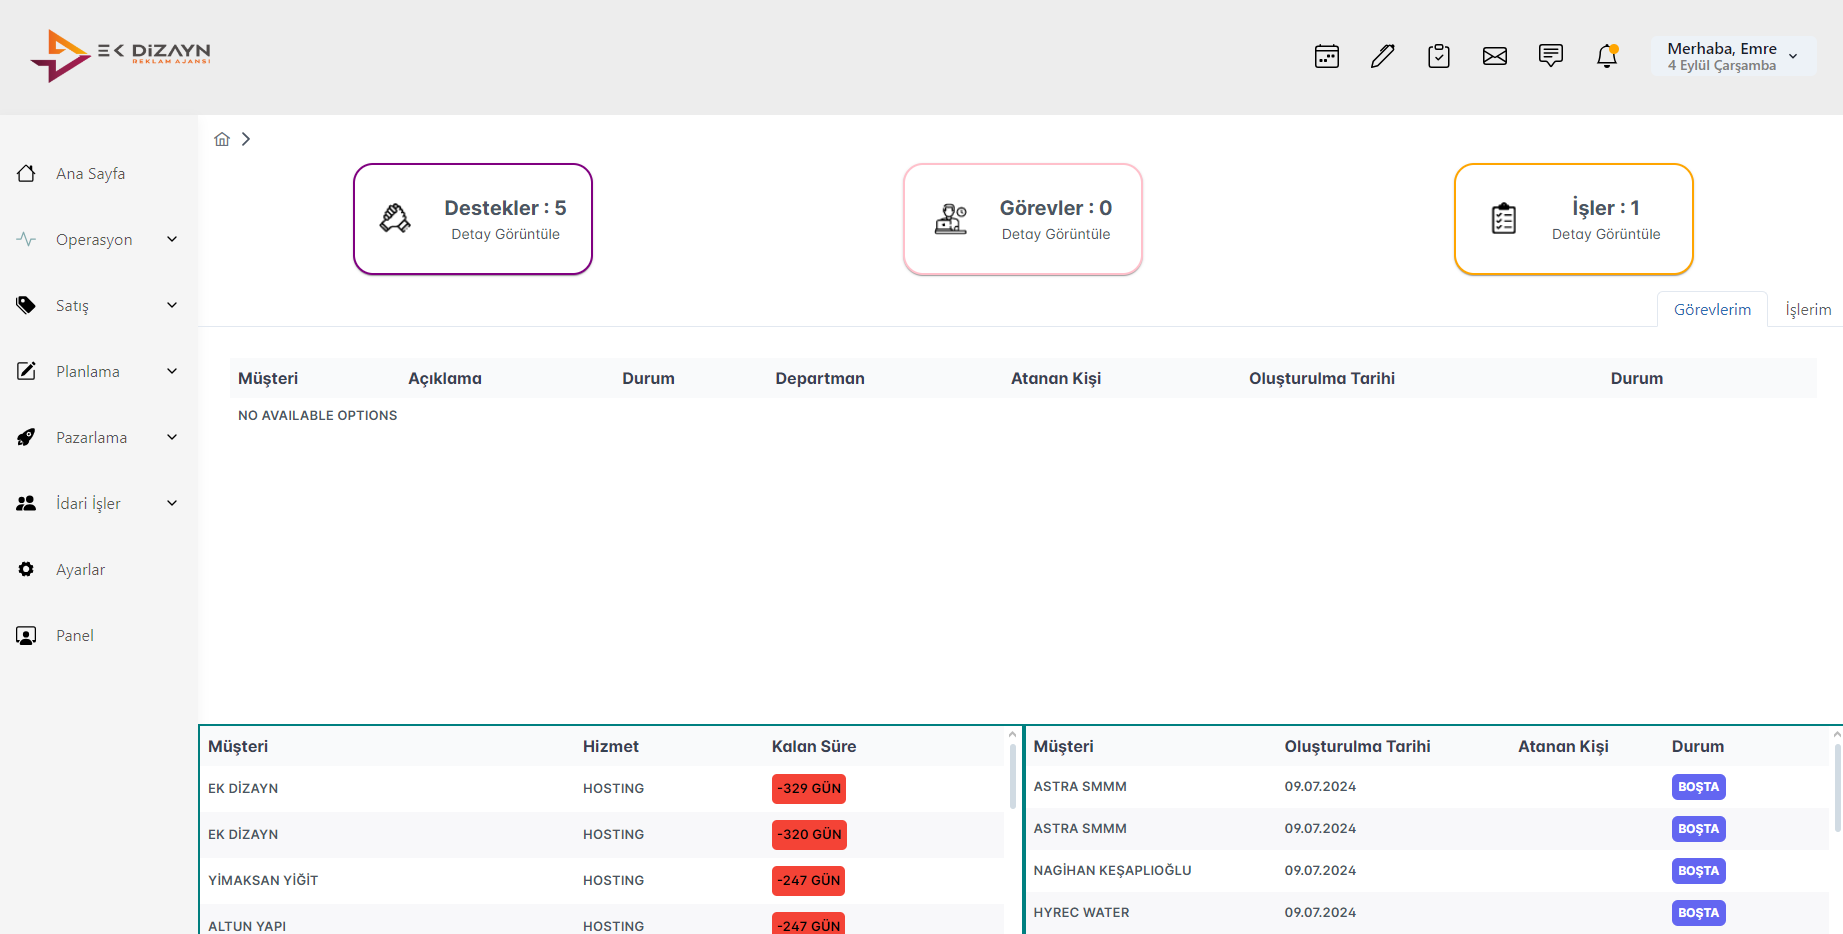 EK DİZAYN
REKLAM AJANSI
Merhaba, Emre
4 Eylül Çarşamba
Ana Sayfa
Operasyon
Satış
Planlama
Pazarlama
İdari İşler
Ayarlar
Panel
Destekler : 5
Detay Görüntüle
Görevler : 0
Detay Görüntüle
İşler : 1
Detay Görüntüle
Görevlerim İşlerim
Müşteri Açıklama Durum Departman Atanan Kişi Oluşturulma Tarihi Durum
NO AVAILABLE OPTIONS
Müşteri Hizmet Kalan Süre
EK DİZAYN HOSTING -329 GÜN
EK DİZAYN HOSTING -320 GÜN
YİMAKSAN YİĞİT HOSTING -247 GÜN
ALTUN YAPI HOSTING -247 GÜN
Müşteri Oluşturulma Tarihi Atanan Kişi Durum
ASTRA SMMM 09.07.2024 BOŞTA
ASTRA SMMM 09.07.2024 BOŞTA
NAGİHAN KEŞAPLIOĞLU 09.07.2024 BOŞTA
HYREC WATER 09.07.2024 BOŞTA